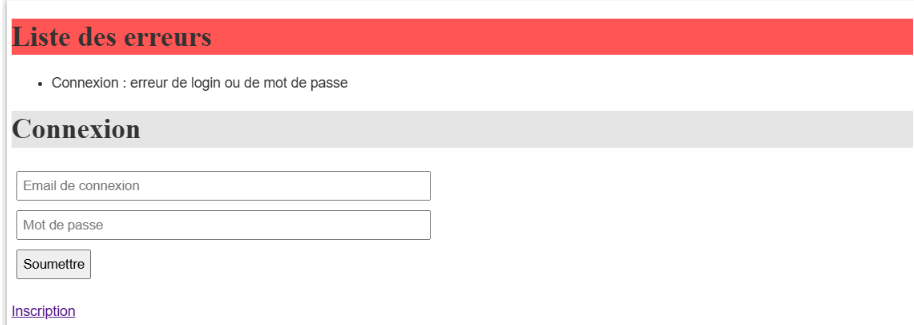 Liste des erreurs
Connexion : erreur de login ou de mot de passe
Connexion
Email de connexion
Mot de passe
Soumettre
Inscription